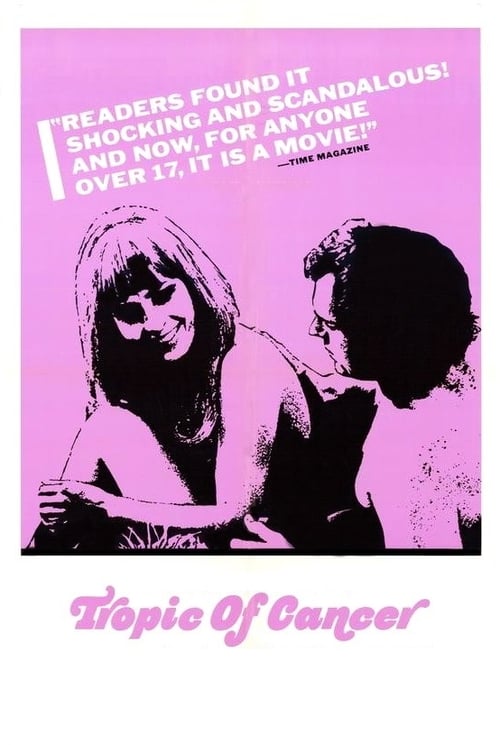 "READERS FOUND IT
SHOCKING AND SCANDALOUS!
AND NOW, FOR ANYONE
OVER 17, IT IS A MOVIE!"
—TIME MAGAZINE
Tropic Of Cancer